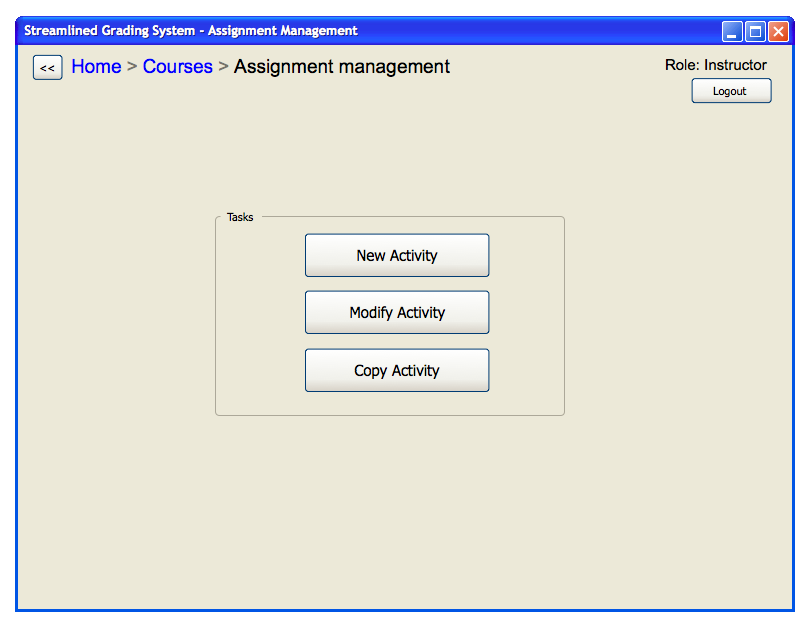 Streamlined Grading System - Assignment Management
<< Home > Courses > Assignment management
Role: Instructor
Logout
Tasks
New Activity
Modify Activity
Copy Activity